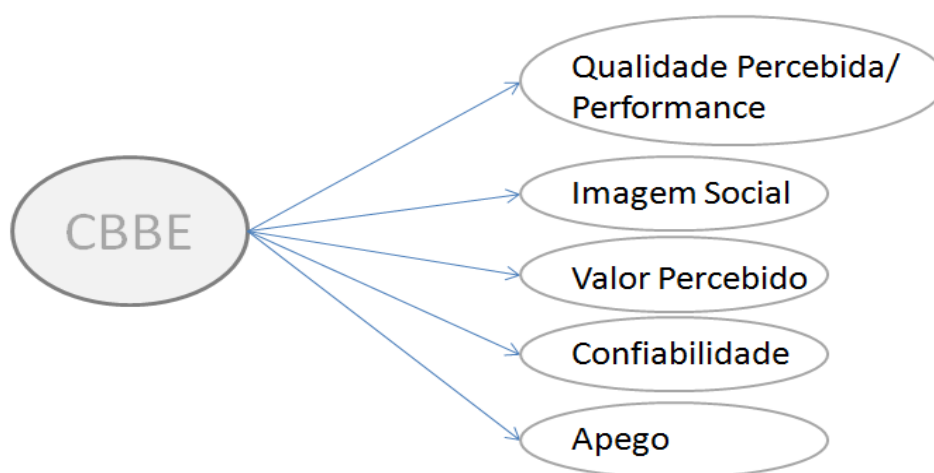 CBBE
Qualidade Percebida/
Performance
Imagem Social
Valor Percebido
Confiabilidade
Apego